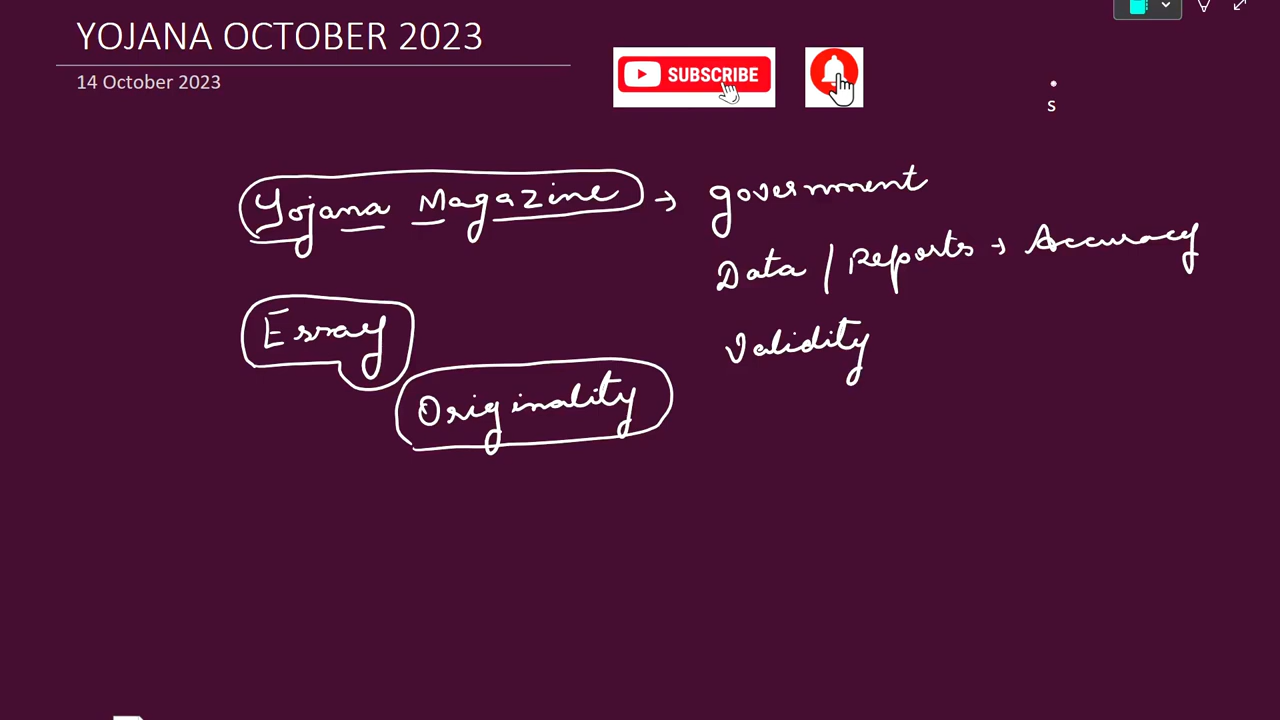 YOJANA OCTOBER 2023
14 October 2023
SUBSCRIBE
s
Yojana Magazine → government
Data / Reports → Accuracy
Validity
Essay
Originality